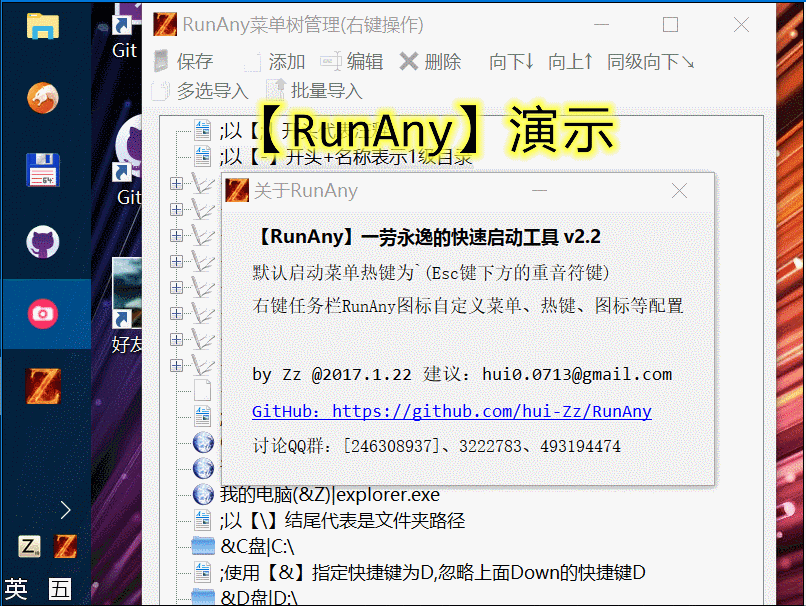 Git
Git
好友
英 五
64
RunAny菜单树管理(右键操作)
保存 添加 编辑 删除 向下↓ 向上↑ 同级向下↘
多选导入 批量导入
【RunAny】演示
;以【;】开头代表注释
;以【-】开头+名称表示1级目录
关于RunAny
【RunAny】一劳永逸的快速启动工具 v2.2
默认启动菜单热键为`(Esc键下方的重音符键)
右键任务栏RunAny图标自定义菜单、热键、图标等配置
by Zz @2017.1.22 建议：hui0.0713@gmail.com
GitHub：https://github.com/hui-Zz/RunAny
讨论QQ群：[246308937]、3222783、493194474
我的电脑(&Z)|explorer.exe
;以【\】结尾代表是文件夹路径
&C盘|C:\
;使用【&】指定快捷键为D,忽略上面Down的快捷键D
&D盘|D:\